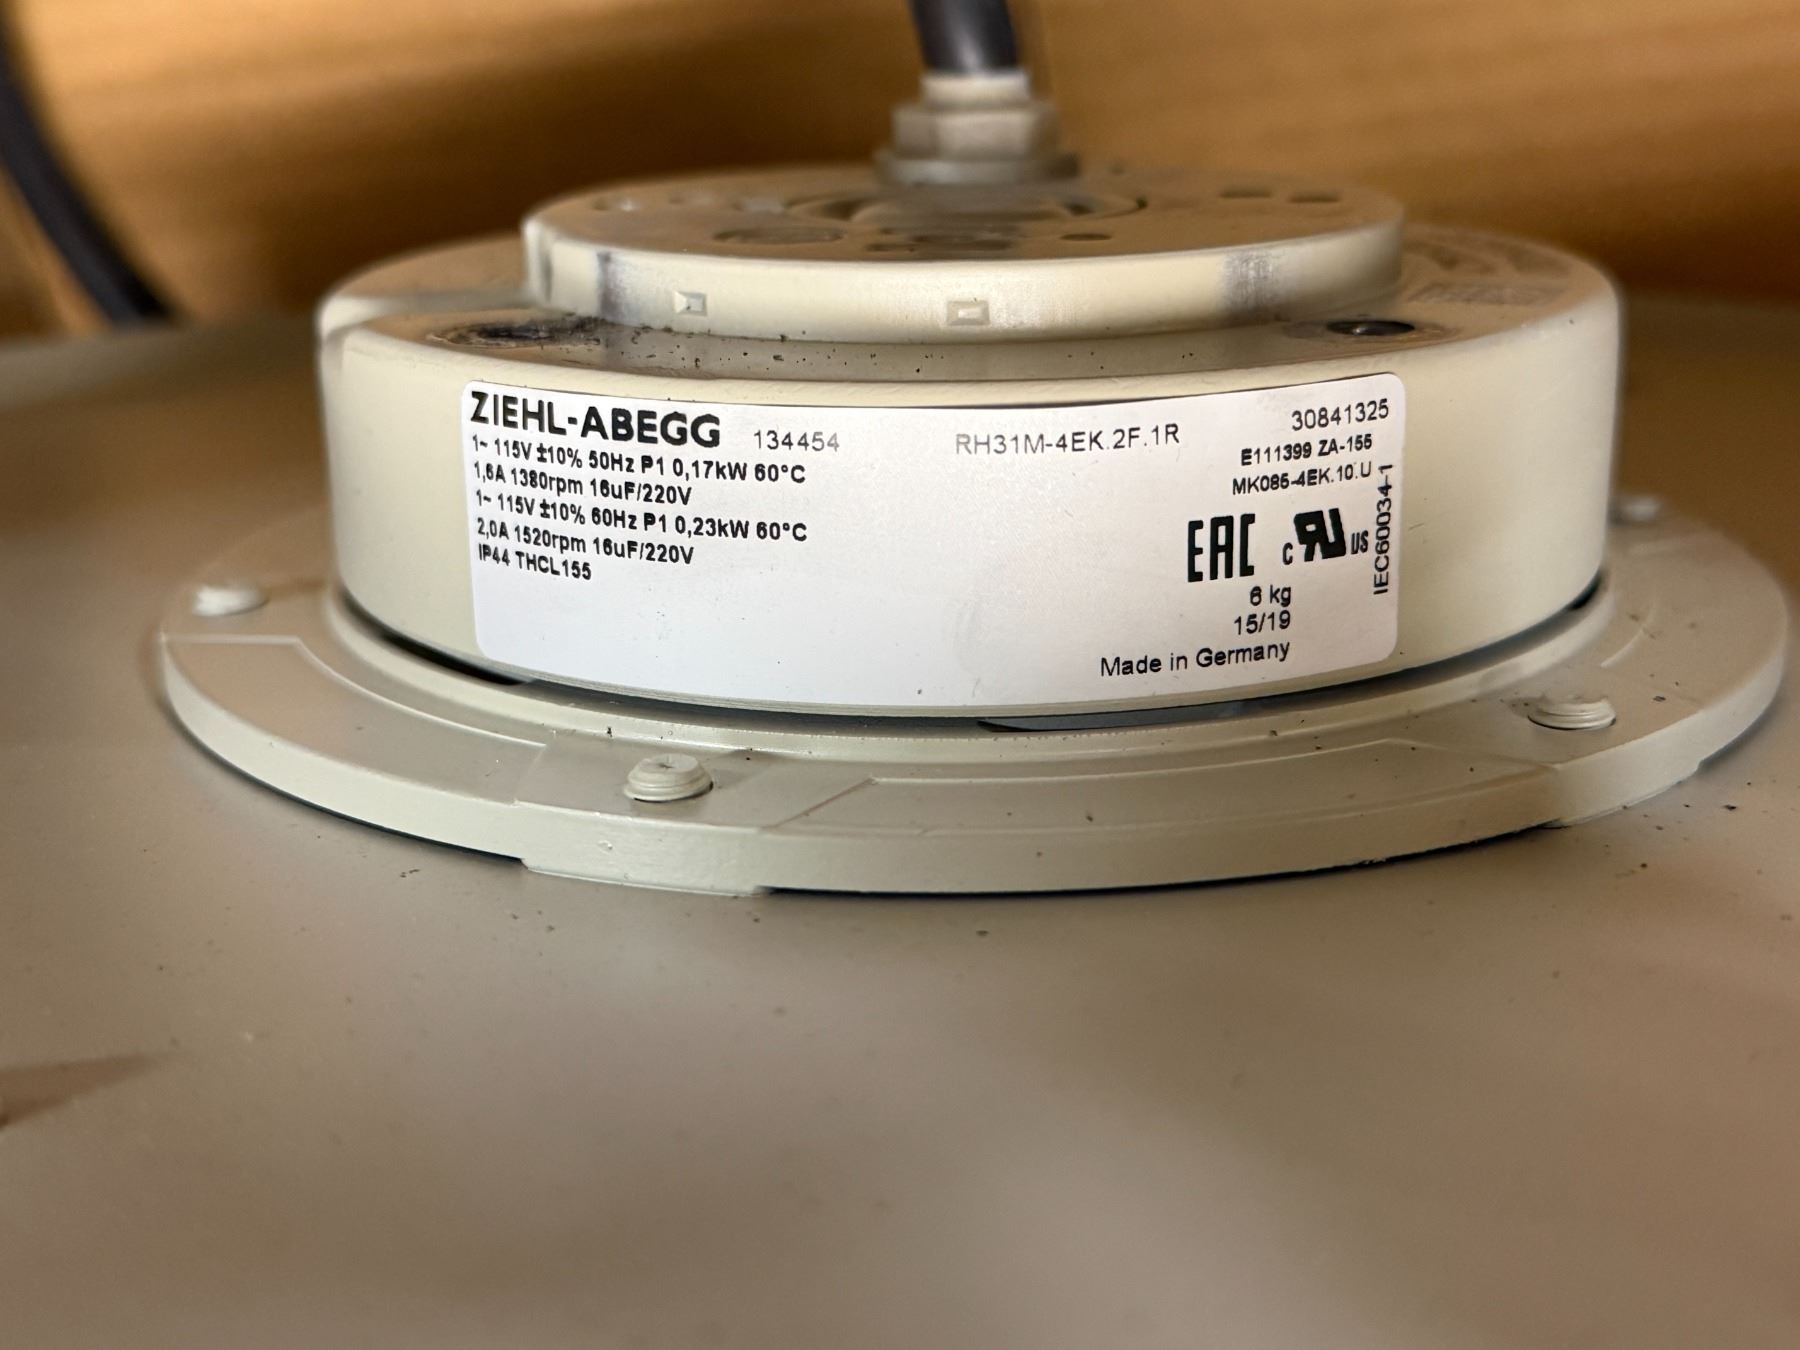 ZIEHL-ABEGG 134454 RH31M-4EK.2F.1R 30841325
1~ 115V ±10% 50Hz P1 0,17kW 60°C
1,6A 1380rpm 16uF/220V
1~ 115V ±10% 60Hz P1 0,23kW 60°C
2,0A 1520rpm 16uF/220V
IP44 THCL155
E111399 ZA-155
MK085-4EK.10.U
IEC60034-1
EAC c RU US
6 kg
15/19
Made in Germany